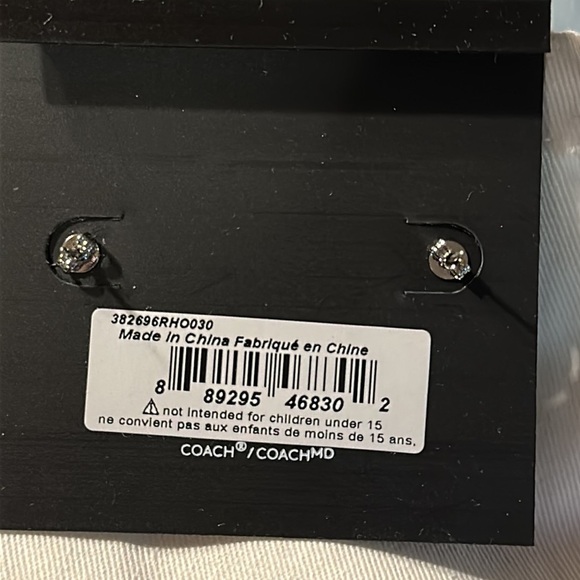 382696RHO030
Made in China Fabriqué en Chine
8 89295 46830 2
⚠ not intended for children under 15
ne convient pas aux enfants de moins de 15 ans,
COACH®/COACHMD